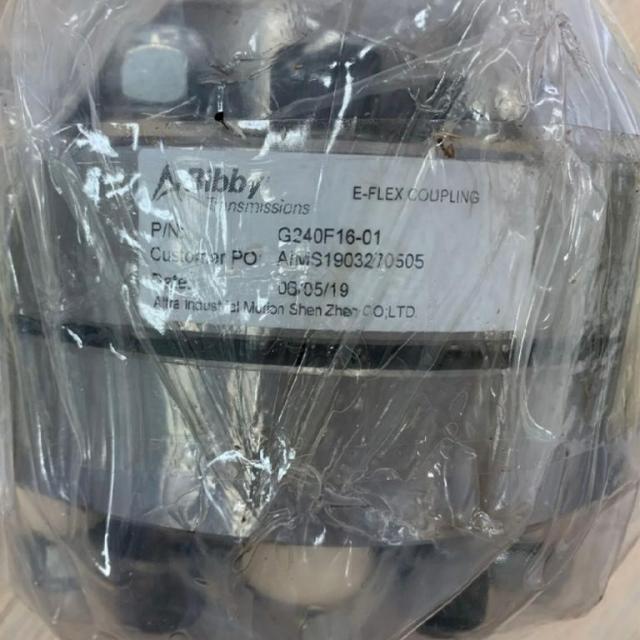 Bibby
Transmissions
E-FLEX COUPLING
P/N: G240F16-01
Customer PO: AIMS1903270505
Date: 06/05/19
Altra Industrial Motion Shen Zhen CO;LTD.